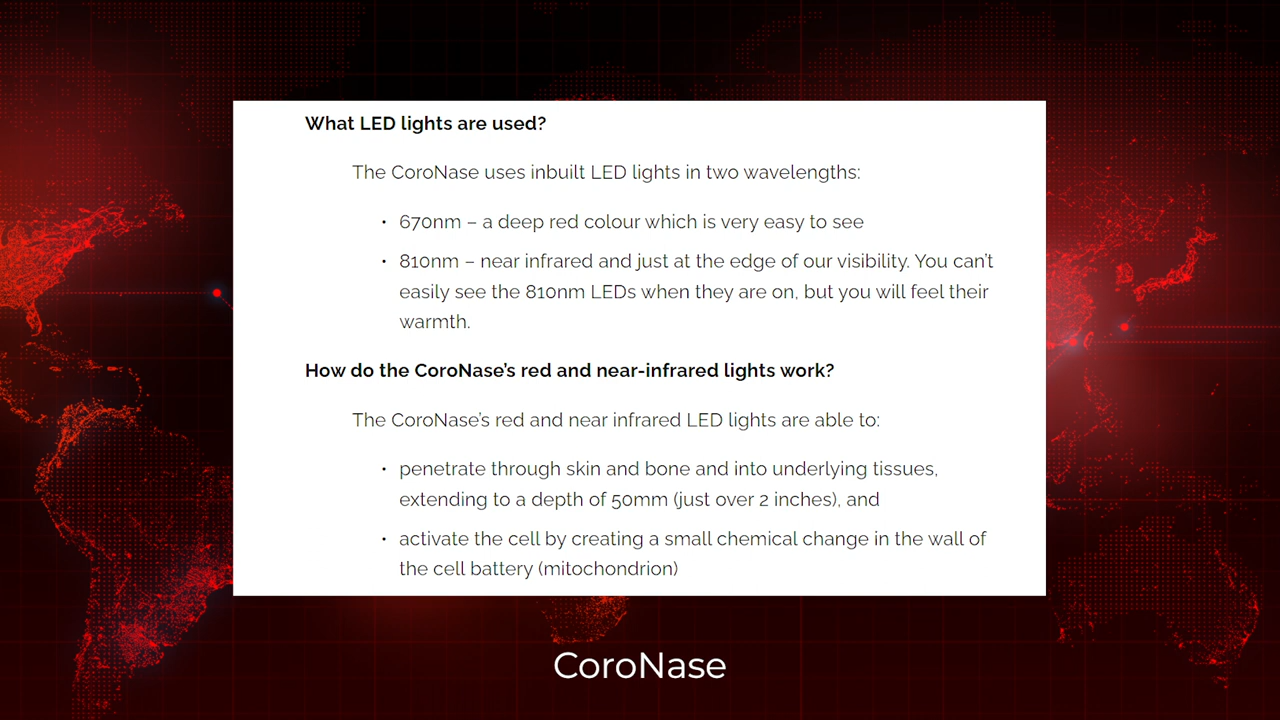 What LED lights are used?
The CoroNase uses inbuilt LED lights in two wavelengths:
• 670nm – a deep red colour which is very easy to see
• 810nm – near infrared and just at the edge of our visibility. You can't
easily see the 810nm LEDs when they are on, but you will feel their
warmth.
How do the CoroNase's red and near-infrared lights work?
The CoroNase's red and near infrared LED lights are able to:
• penetrate through skin and bone and into underlying tissues,
extending to a depth of 50mm (just over 2 inches), and
• activate the cell by creating a small chemical change in the wall of
the cell battery (mitochondrion)
CoroNase